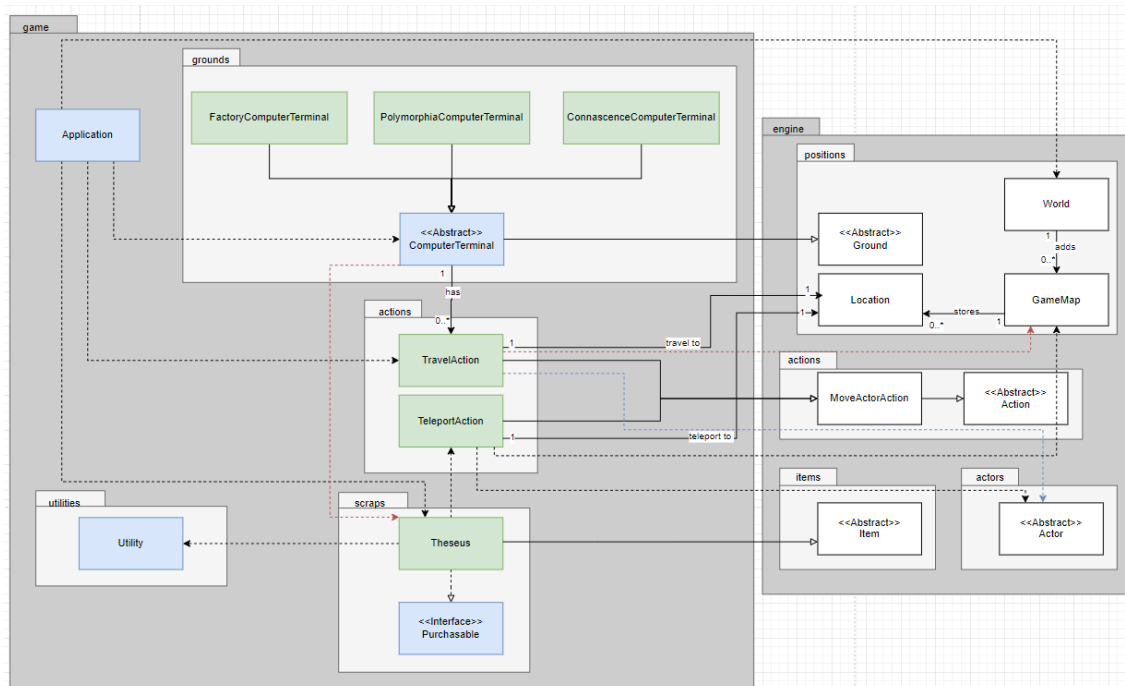 game
grounds
FactoryComputerTerminal
PolymorphiaComputerTerminal
ConnascenceComputerTerminal
Application
<<Abstract>>
ComputerTerminal
1
has
0..*
actions
TravelAction
TeleportAction
1
travel to
1
1
teleport to
1
utilities
Utility
scraps
Theseus
<<Interface>>
Purchasable
engine
positions
World
1
adds
0..*
<<Abstract>>
Ground
Location
stores
0..*
1
GameMap
actions
MoveActorAction
<<Abstract>>
Action
items
<<Abstract>>
Item
actors
<<Abstract>>
Actor